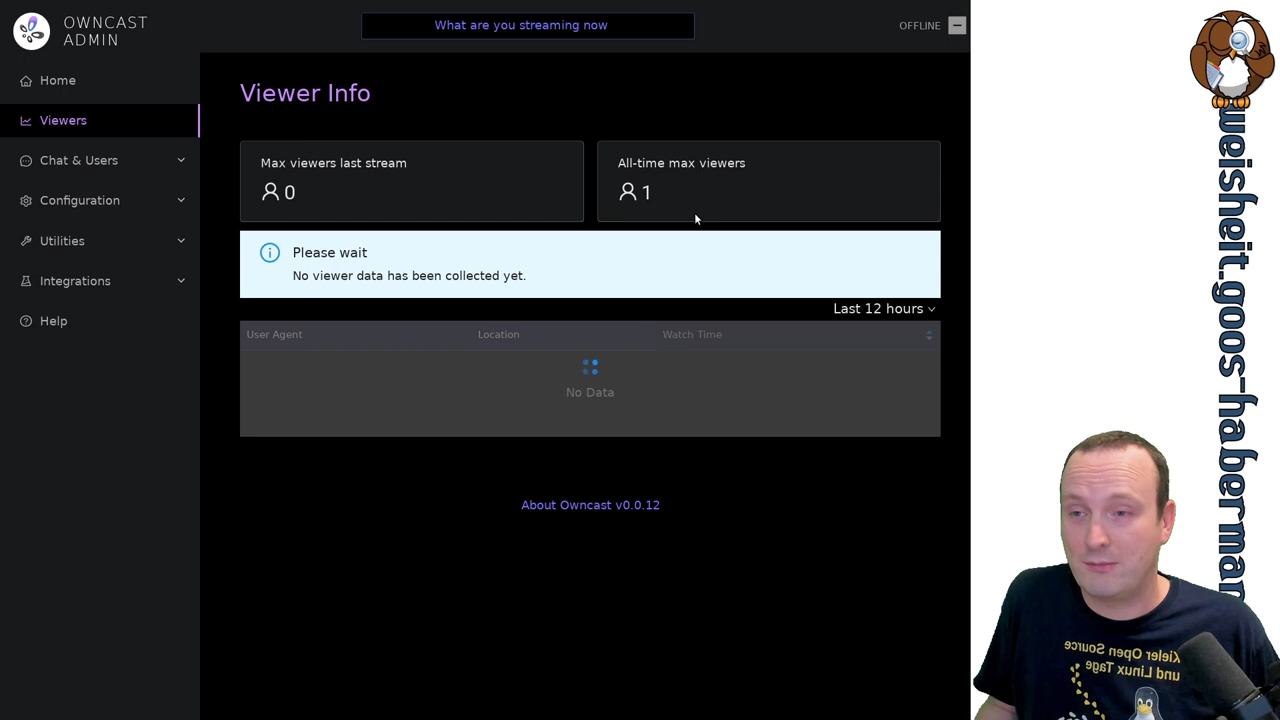 OWNCAST
ADMIN
What are you streaming now
OFFLINE
Home
Viewers
Chat & Users
Configuration
Utilities
Integrations
Help
Viewer Info
Max viewers last stream
0
All-time max viewers
1
Please wait
No viewer data has been collected yet.
Last 12 hours
User Agent
Location
Watch Time
No Data
About Owncast v0.0.12
weisheit.goos-haberman
Kieler Open Source
und Linux Tage